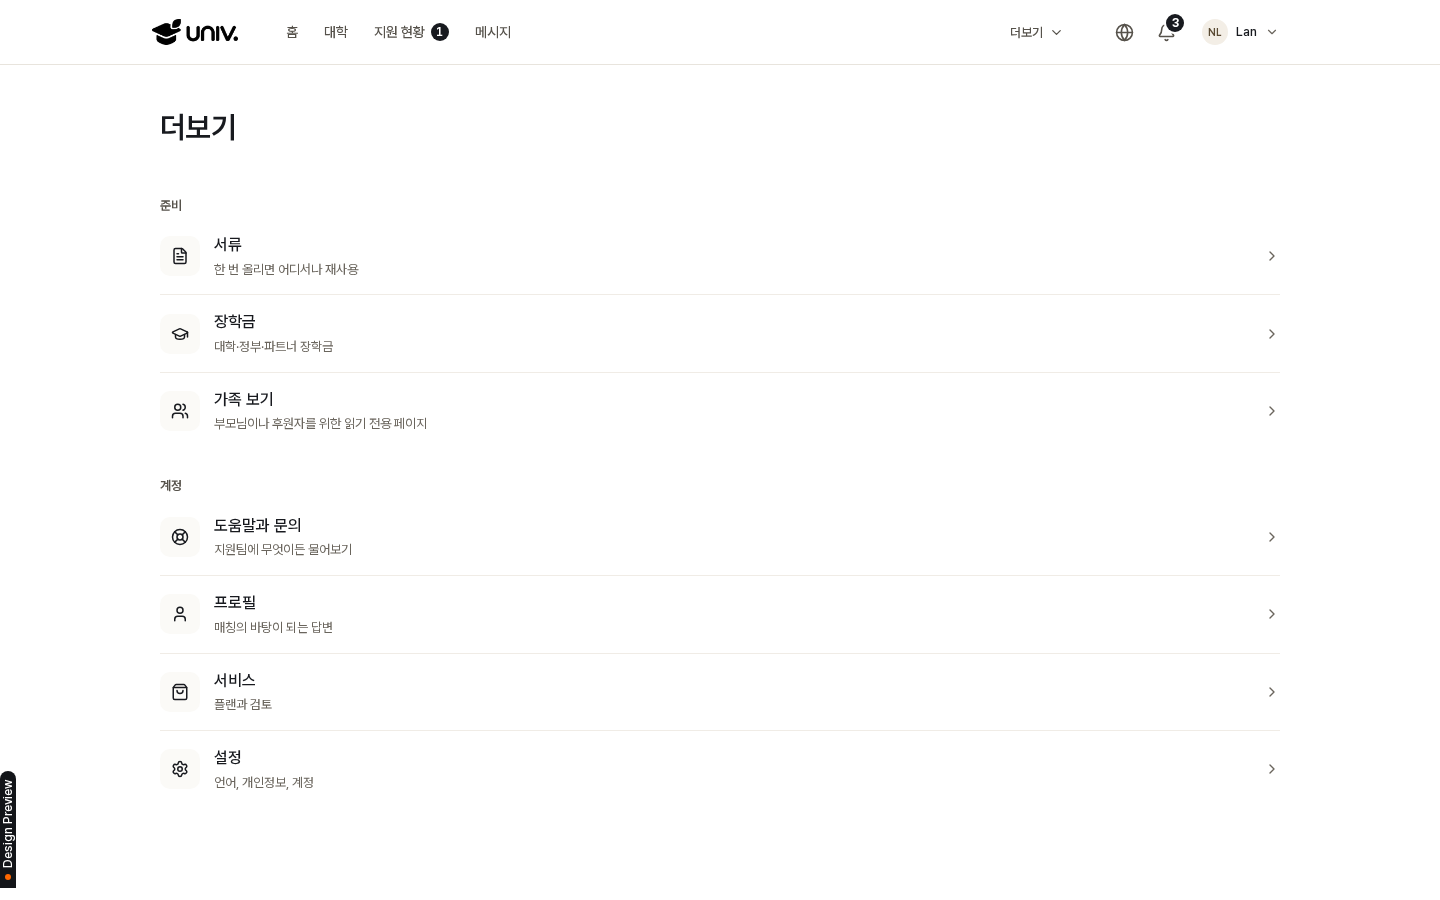 univ.
홈
대학
지원 현황 1
메시지
더보기
3
NL
Lan
더보기
준비
서류
한 번 올리면 어디서나 재사용
장학금
대학·정부·파트너 장학금
가족 보기
부모님이나 후원자를 위한 읽기 전용 페이지
계정
도움말과 문의
지원팀에 무엇이든 물어보기
프로필
매칭의 바탕이 되는 답변
서비스
플랜과 검토
설정
언어, 개인정보, 계정
Design Preview